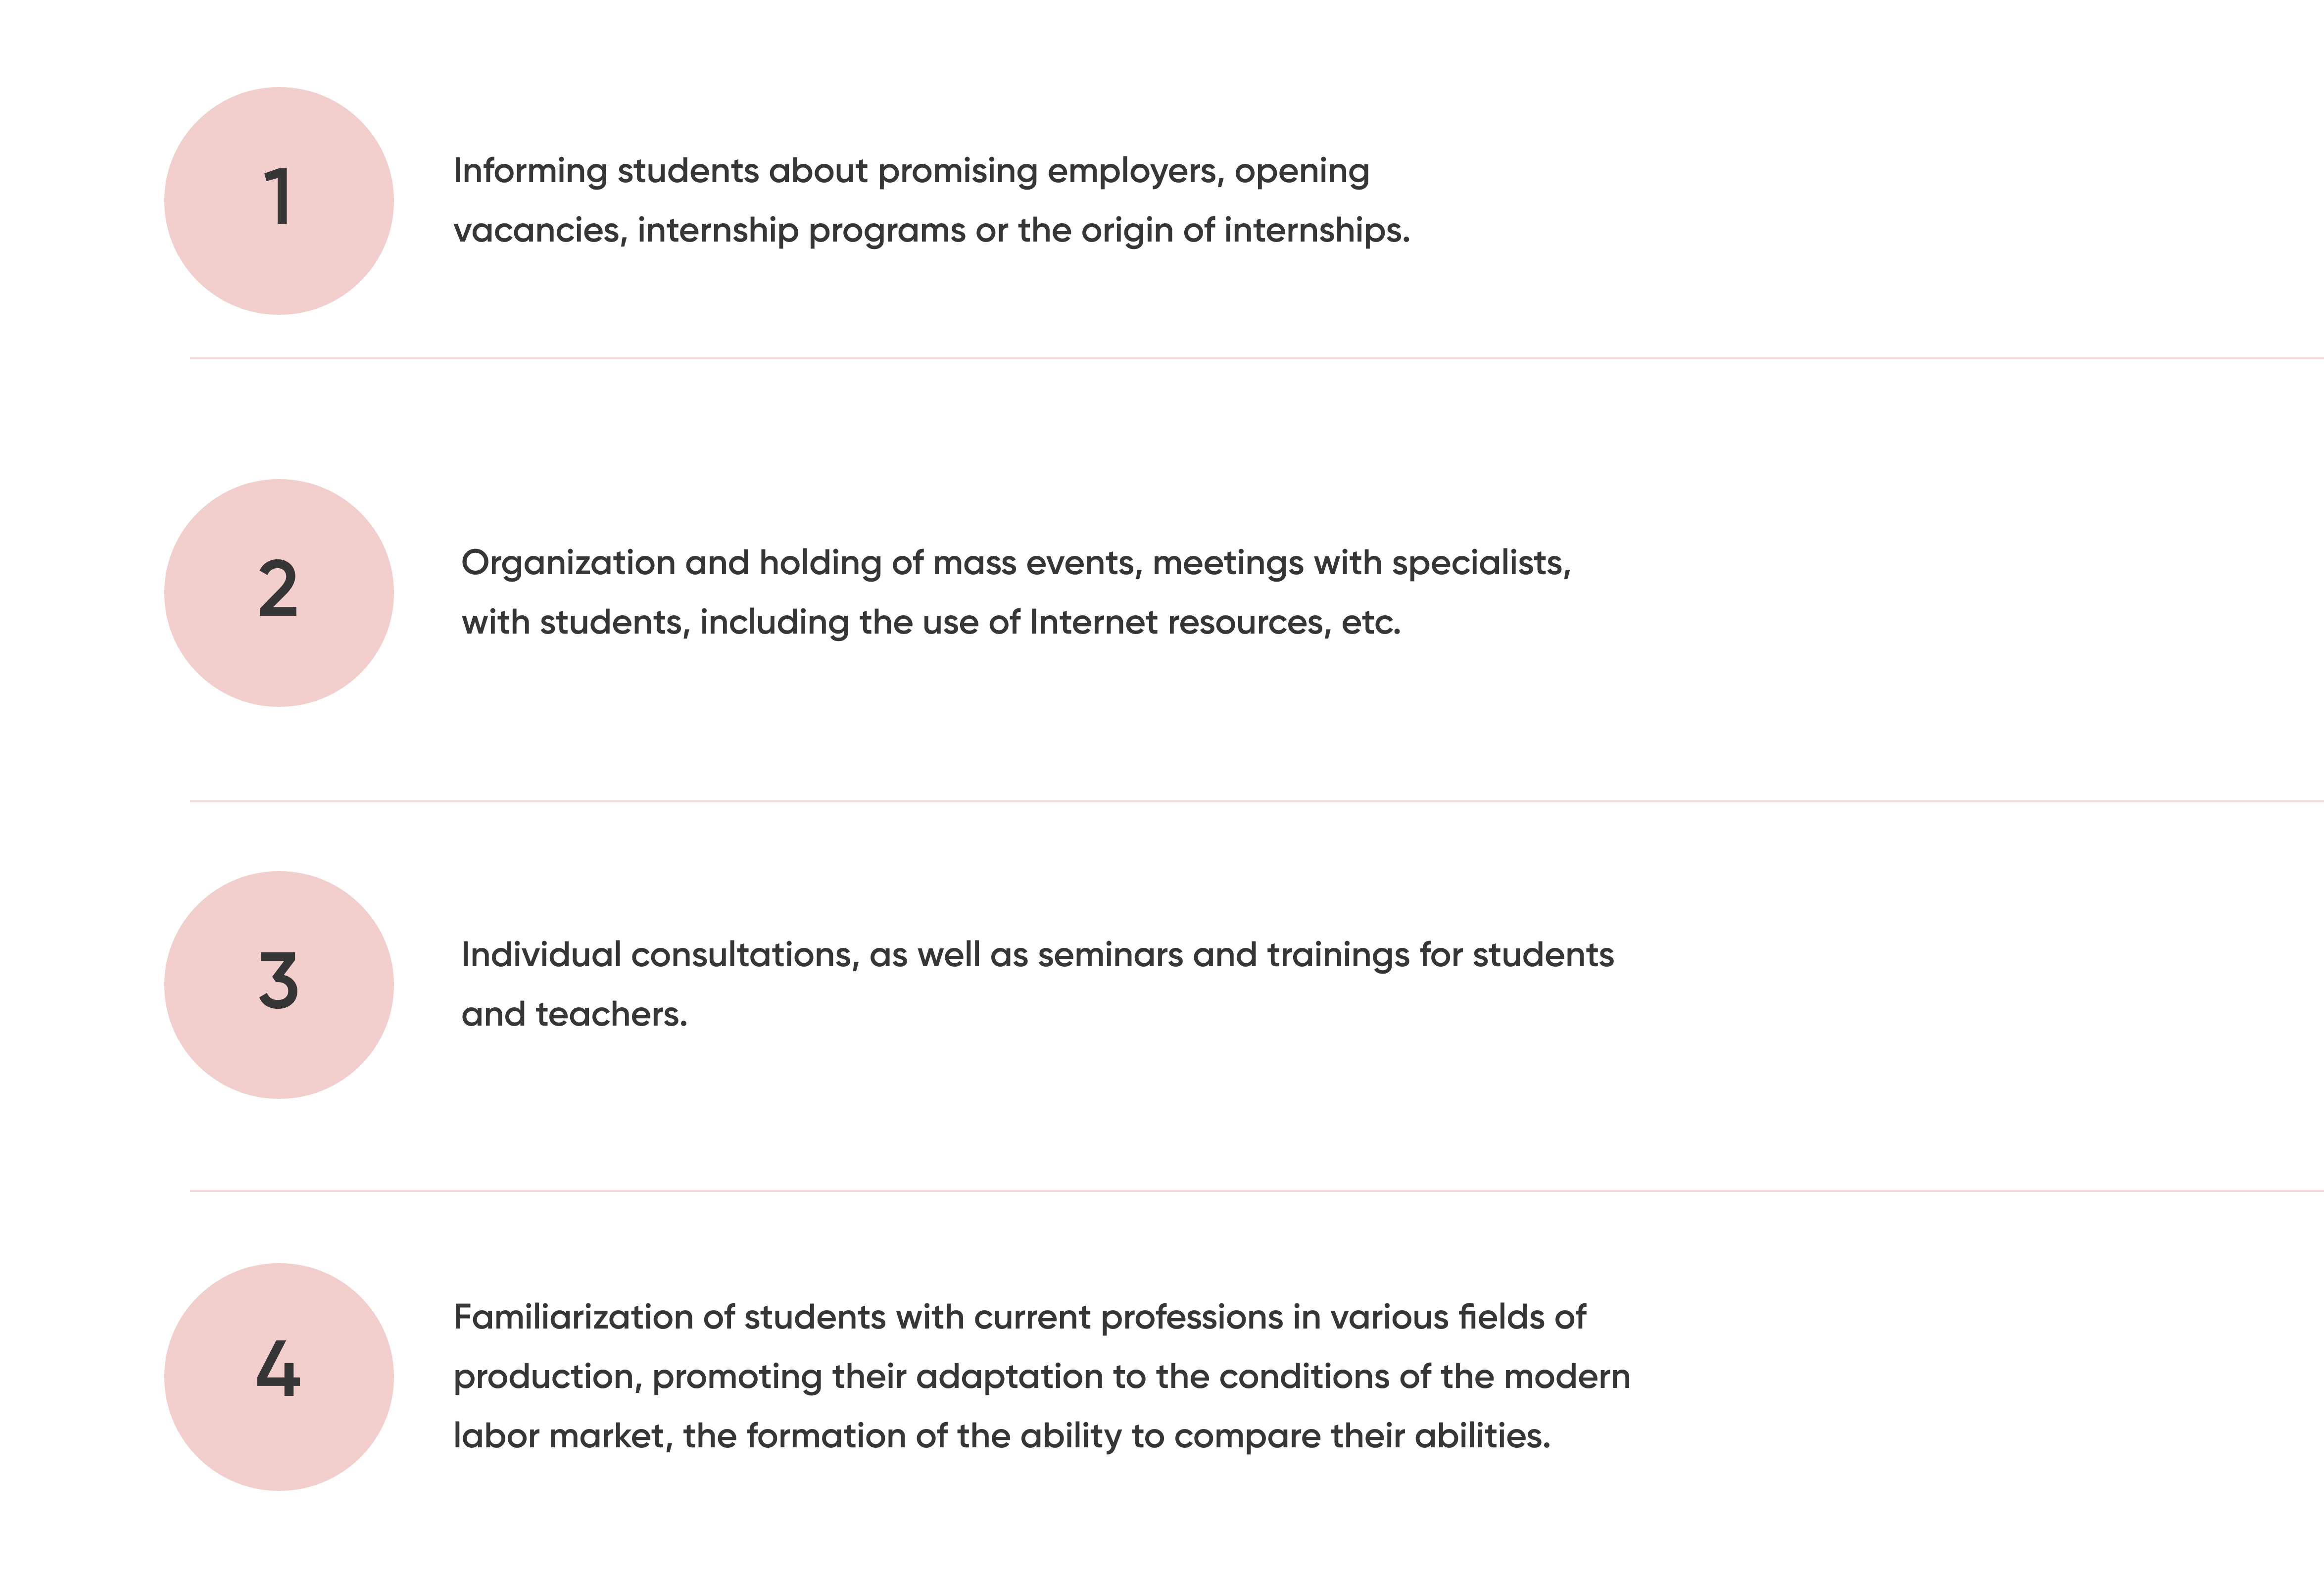 1
Informing students about promising employers, opening
vacancies, internship programs or the origin of internships.
2
Organization and holding of mass events, meetings with specialists,
with students, including the use of Internet resources, etc.
3
Individual consultations, as well as seminars and trainings for students
and teachers.
4
Familiarization of students with current professions in various fields of
production, promoting their adaptation to the conditions of the modern
labor market, the formation of the ability to compare their abilities.